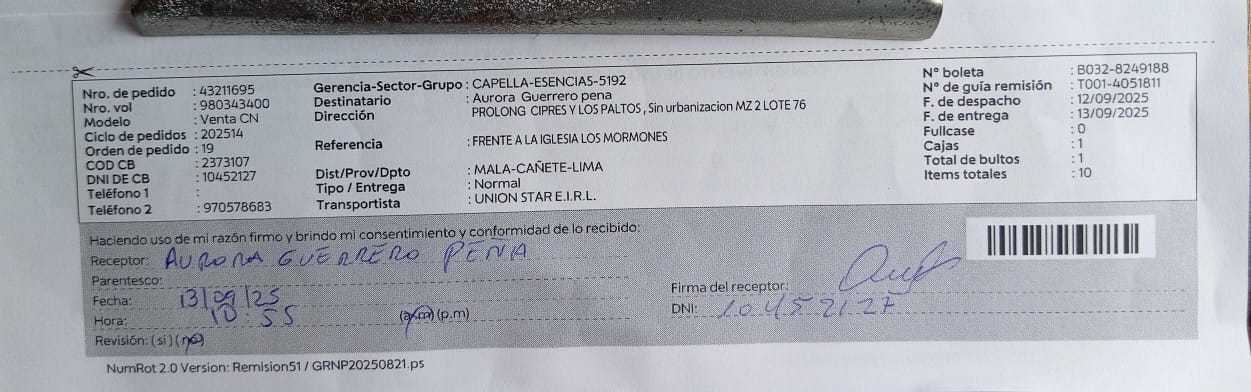 Nro. de pedido : 43211695
Nro. vol : 980343400
Modelo : Venta CN
Ciclo de pedidos : 202514
Orden de pedido : 19
COD CB : 2373107
DNI DE CB : 10452127
Teléfono 1 :
Teléfono 2 : 970578683
Gerencia-Sector-Grupo : CAPELLA-ESENCIAS-5192
Destinatario : Aurora Guerrero pena
Dirección PROLONG CIPRES Y LOS PALTOS , Sin urbanizacion MZ 2 LOTE 76
Referencia : FRENTE A LA IGLESIA LOS MORMONES
Dist/Prov/Dpto : MALA-CAÑETE-LIMA
Tipo / Entrega : Normal
Transportista : UNION STAR E.I.R.L.
N° boleta : B032-8249188
N° de guía remisión : T001-4051811
F. de despacho : 12/09/2025
F. de entrega : 13/09/2025
Fullcase : 0
Cajas : 1
Total de bultos : 1
Items totales : 10
Haciendo uso de mi razón firmo y brindo mi consentimiento y conformidad de lo recibido:
Receptor: AURORA GUERRERO PEÑA
Parentesco:
Fecha: 13/09/25
Hora: 10:55 (a.m) (p.m)
Revisión: (si) (no)
Firma del receptor:
DNI: 10452127
NumRot 2.0 Version: Remision51 / GRNP20250821.ps